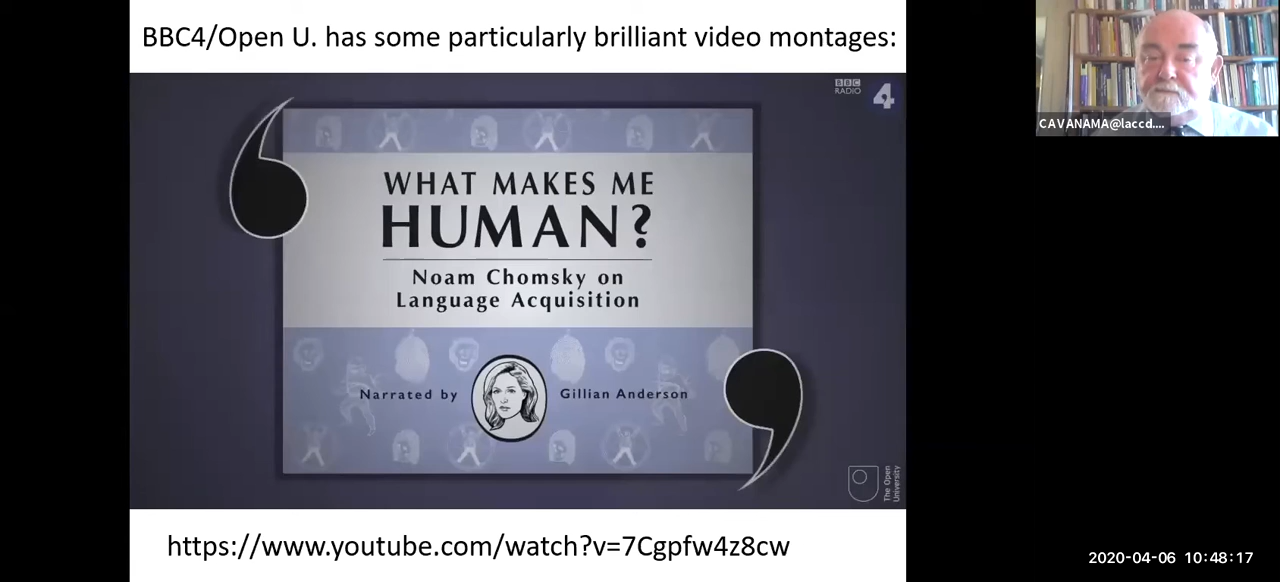 BBC4/Open U. has some particularly brilliant video montages:
BBC
RADIO
4
CAVANAMA@laccd....
WHAT MAKES ME
HUMAN?
Noam Chomsky on
Language Acquisition
Narrated by
Gillian Anderson
The Open
University
https://www.youtube.com/watch?v=7Cgpfw4z8cw
2020-04-06 10:48:17